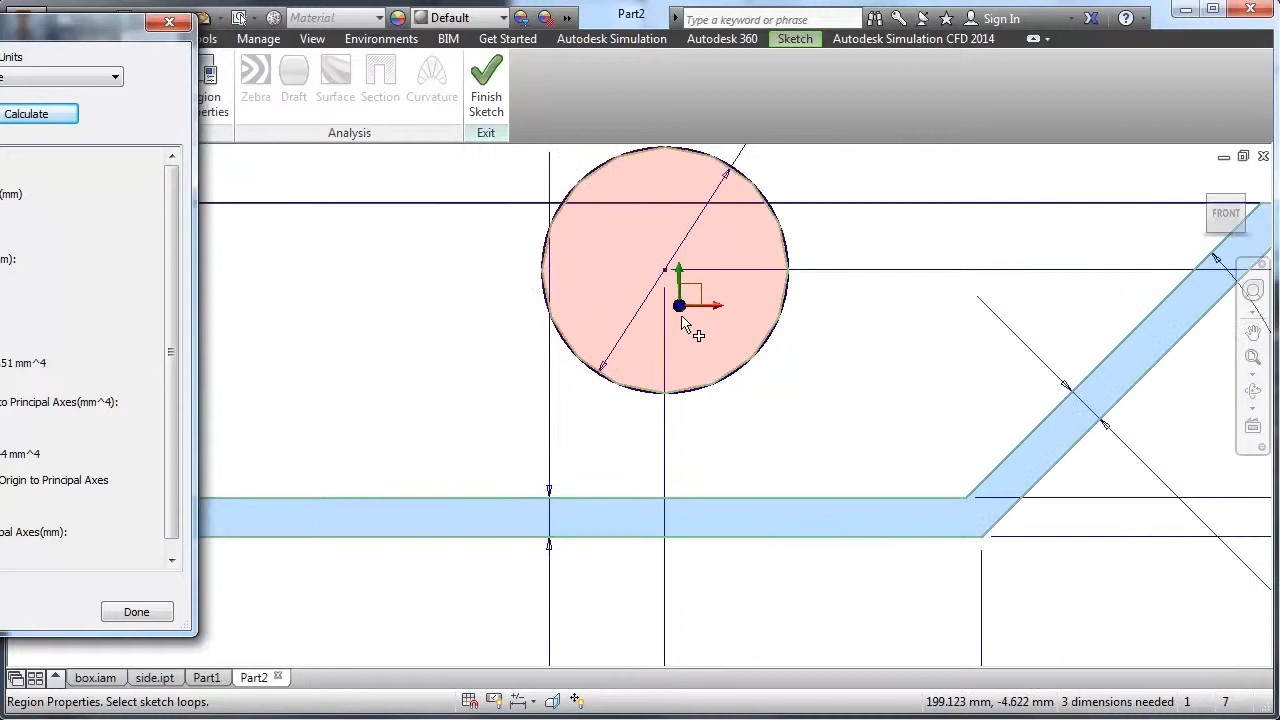 Material
Default
Part2
Type a keyword or phrase
Sign In
Manage
View
Environments
BIM
Get Started
Autodesk Simulation
Autodesk 360
Sketch
Autodesk Simulation CFD 2014
Units
Calculate
Zebra
Draft
Surface
Section
Curvature
Finish
Sketch
Analysis
Exit
(mm)
m):
51 mm^4
to Principal Axes(mm^4):
4 mm^4
Origin to Principal Axes
pal Axes(mm):
Done
FRONT
box.iam
side.ipt
Part1
Part2
Region Properties. Select sketch loops.
199.123 mm, -4.622 mm
3 dimensions needed
1
7